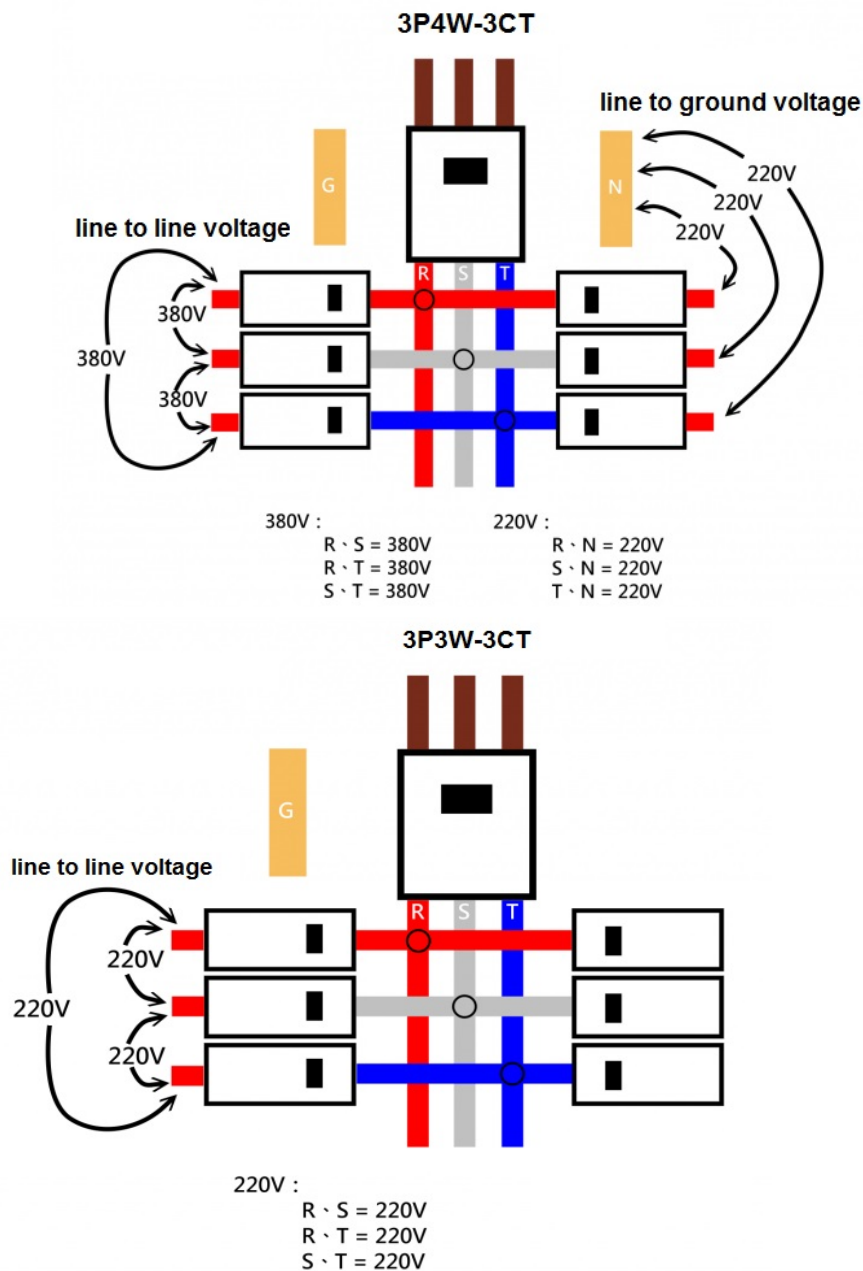 3P4W-3CT
line to ground voltage
G
N
220V
220V
220V
line to line voltage
R S T
380V
380V
380V
380V : 220V :
R、S = 380V R、N = 220V
R、T = 380V S、N = 220V
S、T = 380V T、N = 220V
3P3W-3CT
G
line to line voltage
R S T
220V
220V
220V
220V :
R、S = 220V
R、T = 220V
S、T = 220V